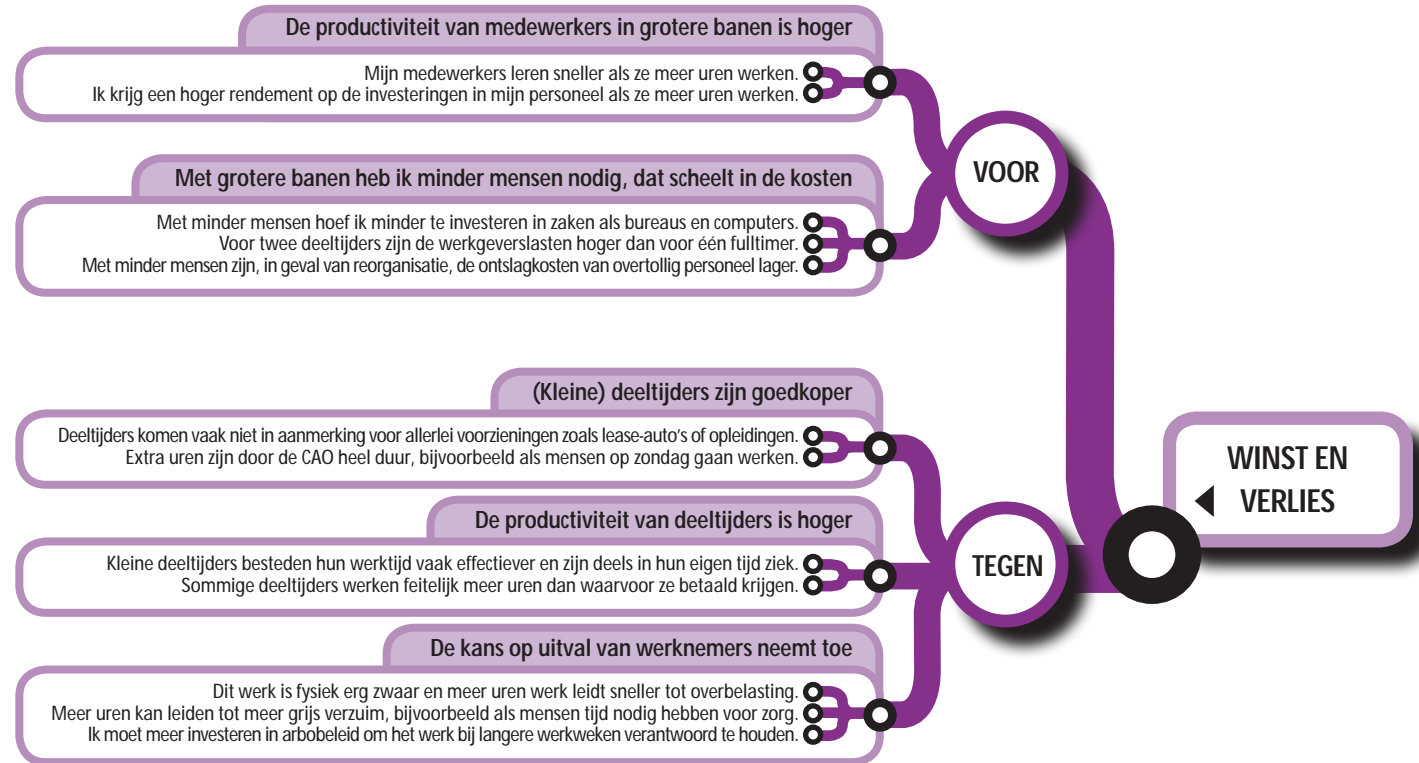 De productiviteit van medewerkers in grotere banen is hoger
Mijn medewerkers leren sneller als ze meer uren werken.
Ik krijg een hoger rendement op de investeringen in mijn personeel als ze meer uren werken.
VOOR
Met grotere banen heb ik minder mensen nodig, dat scheelt in de kosten
Met minder mensen hoef ik minder te investeren in zaken als bureaus en computers.
Voor twee deeltijders zijn de werkgeverslasten hoger dan voor één fulltimer.
Met minder mensen zijn, in geval van reorganisatie, de ontslagkosten van overtollig personeel lager.
(Kleine) deeltijders zijn goedkoper
Deeltijders komen vaak niet in aanmerking voor allerlei voorzieningen zoals lease-auto's of opleidingen.
Extra uren zijn door de CAO heel duur, bijvoorbeeld als mensen op zondag gaan werken.
WINST EN
VERLIES
De productiviteit van deeltijders is hoger
Kleine deeltijders besteden hun werktijd vaak effectiever en zijn deels in hun eigen tijd ziek.
Sommige deeltijders werken feitelijk meer uren dan waarvoor ze betaald krijgen.
TEGEN
De kans op uitval van werknemers neemt toe
Dit werk is fysiek erg zwaar en meer uren werk leidt sneller tot overbelasting.
Meer uren kan leiden tot meer grijs verzuim, bijvoorbeeld als mensen tijd nodig hebben voor zorg.
Ik moet meer investeren in arbobeleid om het werk bij langere werkweken verantwoord te houden.